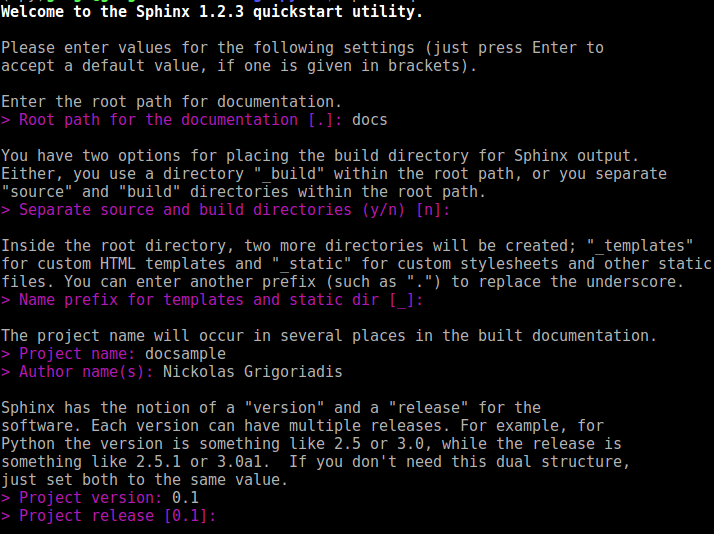 Welcome to the Sphinx 1.2.3 quickstart utility.
Please enter values for the following settings (just press Enter to
accept a default value, if one is given in brackets).
Enter the root path for documentation.
> Root path for the documentation [.]: docs
You have two options for placing the build directory for Sphinx output.
Either, you use a directory "_build" within the root path, or you separate
"source" and "build" directories within the root path.
> Separate source and build directories (y/n) [n]:
Inside the root directory, two more directories will be created; "_templates"
for custom HTML templates and "_static" for custom stylesheets and other static
files. You can enter another prefix (such as ".") to replace the underscore.
> Name prefix for templates and static dir [_]:
The project name will occur in several places in the built documentation.
> Project name: docsample
> Author name(s): Nickolas Grigoriadis
Sphinx has the notion of a "version" and a "release" for the
software. Each version can have multiple releases. For example, for
Python the version is something like 2.5 or 3.0, while the release is
something like 2.5.1 or 3.0a1.  If you don't need this dual structure,
just set both to the same value.
> Project version: 0.1
> Project release [0.1]: